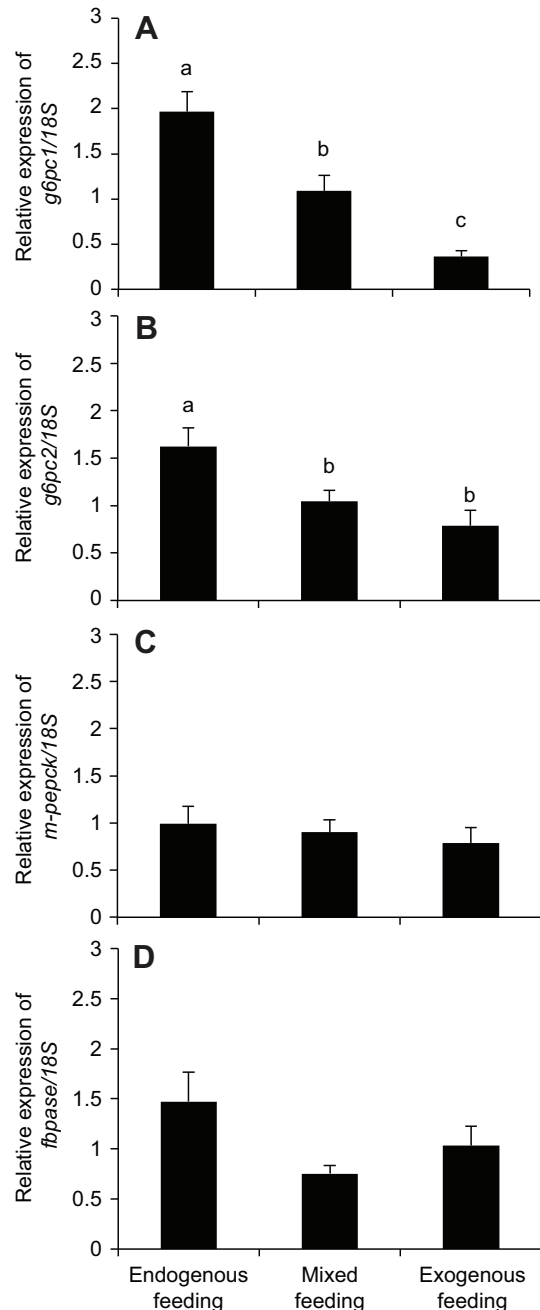 A
Relative expression of
g6pc1/18S
3
2.5
2
1.5
1
0.5
0
a
b
c
B
Relative expression of
g6pc2/18S
3
2.5
2
1.5
1
0.5
0
a
b
b
C
Relative expression of
m-pepck/18S
3
2.5
2
1.5
1
0.5
0
D
Relative expression of
fbpase/18S
3
2.5
2
1.5
1
0.5
0
Endogenous
feeding
Mixed
feeding
Exogenous
feeding